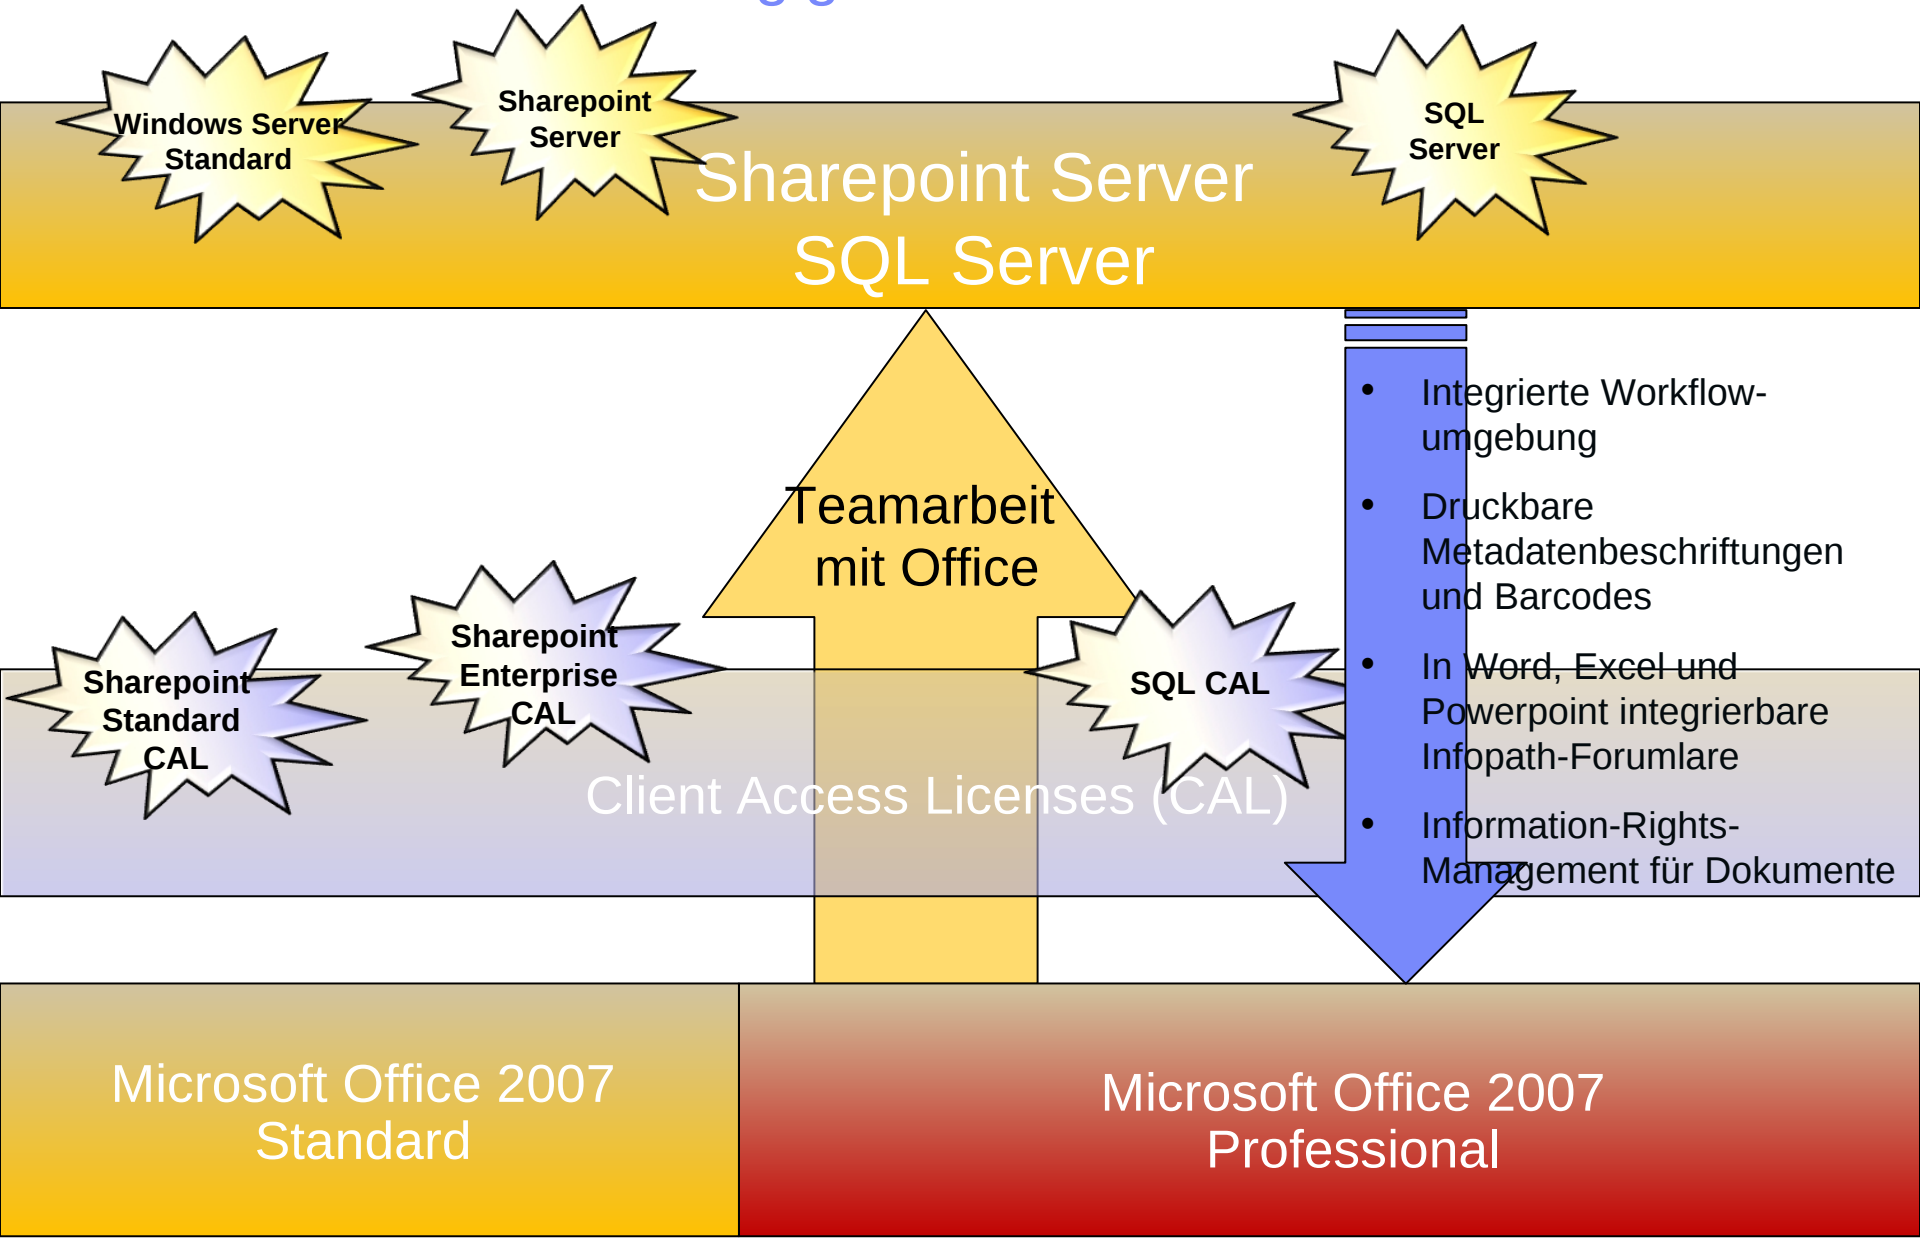 Windows Server
Standard
Sharepoint
Server
SQL
Server
Sharepoint Server
SQL Server
Teamarbeit
mit Office
• Integrierte Workflow-
umgebung
• Druckbare
Metadatenbeschriftungen
und Barcodes
• In Word, Excel und
Powerpoint integrierbare
Infopath-Forumlare
• Information-Rights-
Management für Dokumente
Sharepoint
Standard
CAL
Sharepoint
Enterprise
CAL
SQL CAL
Client Access Licenses (CAL)
Microsoft Office 2007
Standard
Microsoft Office 2007
Professional